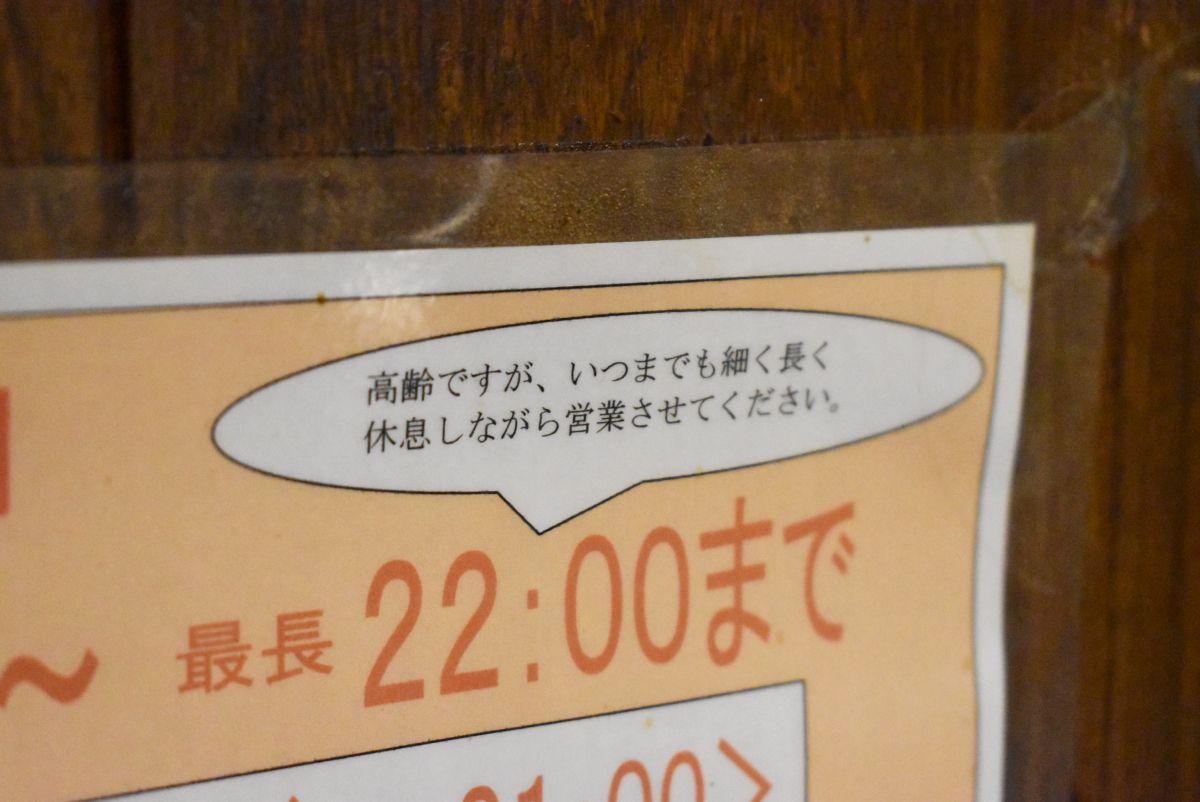 高齢ですが、いつまでも細く長く
休息しながら営業させてください。
～ 最長 22:00まで